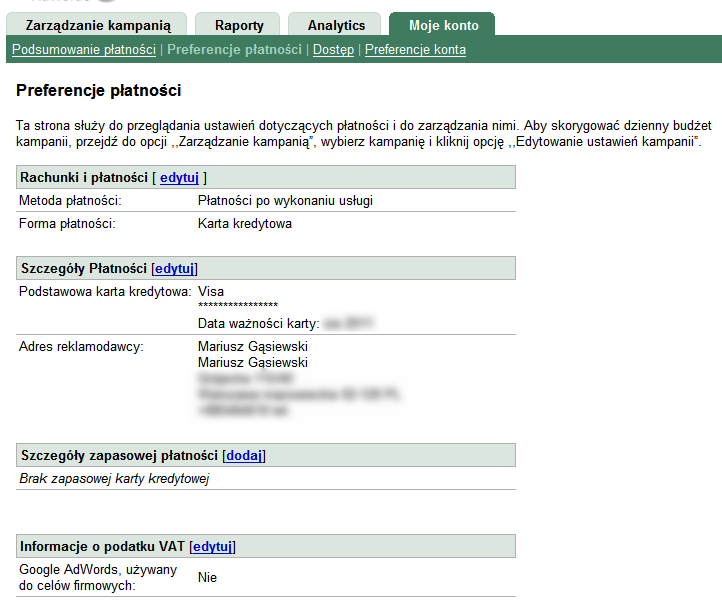 Zarządzanie kampanią Raporty Analytics Moje konto
Podsumowanie płatności | Preferencje płatności | Dostęp | Preferencje konta
Preferencje płatności
Ta strona służy do przeglądania ustawień dotyczących płatności i do zarządzania nimi. Aby skorygować dzienny budżet
kampanii, przejdź do opcji ,,Zarządzanie kampanią”, wybierz kampanię i kliknij opcję ,,Edytowanie ustawień kampanii”.
Rachunki i płatności [ edytuj ]
Metoda płatności: Płatności po wykonaniu usługi
Forma płatności: Karta kredytowa
Szczegóły Płatności [edytuj]
Podstawowa karta kredytowa: Visa
****************
Data ważności karty:
Adres reklamodawcy: Mariusz Gąsiewski
Mariusz Gąsiewski
Szczegóły zapasowej płatności [dodaj]
Brak zapasowej karty kredytowej
Informacje o podatku VAT [edytuj]
Google AdWords, używany
do celów firmowych: Nie